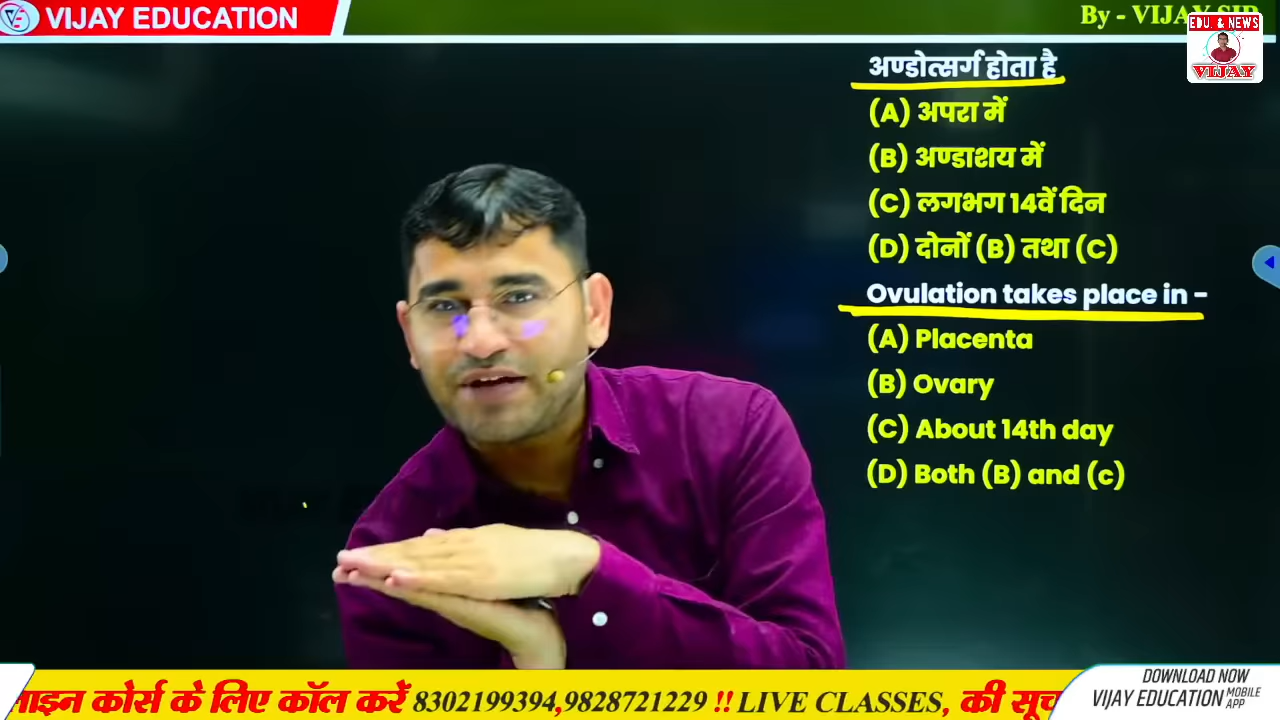 VIJAY EDUCATION
By - VIJAY SIR
EDU. & NEWS
VIJAY
अण्डोत्सर्ग होता है
(A) अपरा में
(B) अण्डाशय में
(C) लगभग 14वें दिन
(D) दोनों (B) तथा (C)
Ovulation takes place in -
(A) Placenta
(B) Ovary
(C) About 14th day
(D) Both (B) and (c)
कोर्स के लिए कॉल करें 8302199394,9828721229 !! LIVE CLASSES, की
DOWNLOAD NOW
VIJAY EDUCATION MOBILE APP